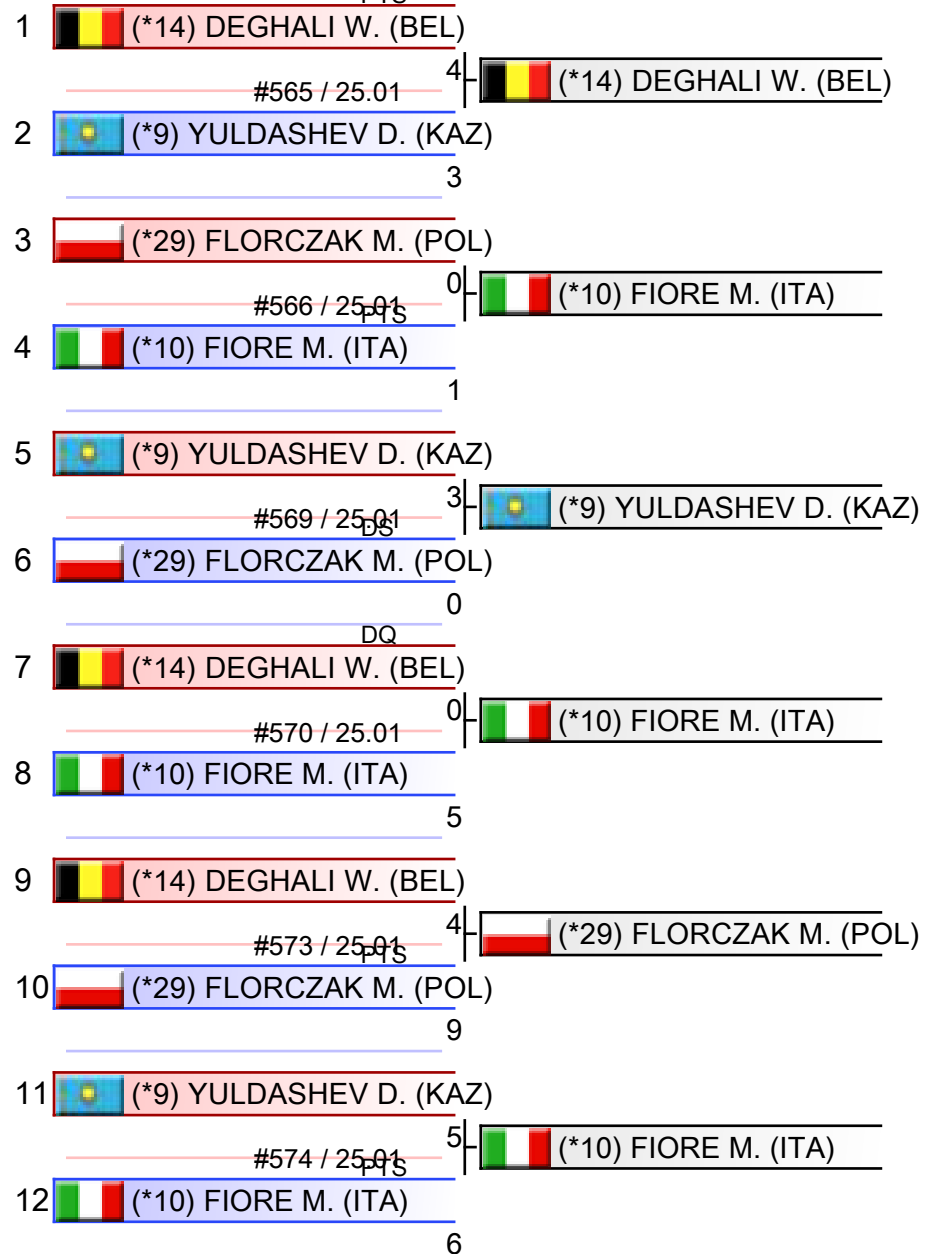 PTS
1 (*14) DEGHALI W. (BEL)
4 (*14) DEGHALI W. (BEL)
#565 / 25.01
2 (*9) YULDASHEV D. (KAZ)
3
3 (*29) FLORCZAK M. (POL)
0 (*10) FIORE M. (ITA)
#566 / 25.01
PTS
4 (*10) FIORE M. (ITA)
1
5 (*9) YULDASHEV D. (KAZ)
3 (*9) YULDASHEV D. (KAZ)
#569 / 25.01
DS
6 (*29) FLORCZAK M. (POL)
0
DQ
7 (*14) DEGHALI W. (BEL)
0 (*10) FIORE M. (ITA)
#570 / 25.01
8 (*10) FIORE M. (ITA)
5
9 (*14) DEGHALI W. (BEL)
4 (*29) FLORCZAK M. (POL)
#573 / 25.01
PTS
10 (*29) FLORCZAK M. (POL)
9
11 (*9) YULDASHEV D. (KAZ)
5 (*10) FIORE M. (ITA)
#574 / 25.01
PTS
12 (*10) FIORE M. (ITA)
6